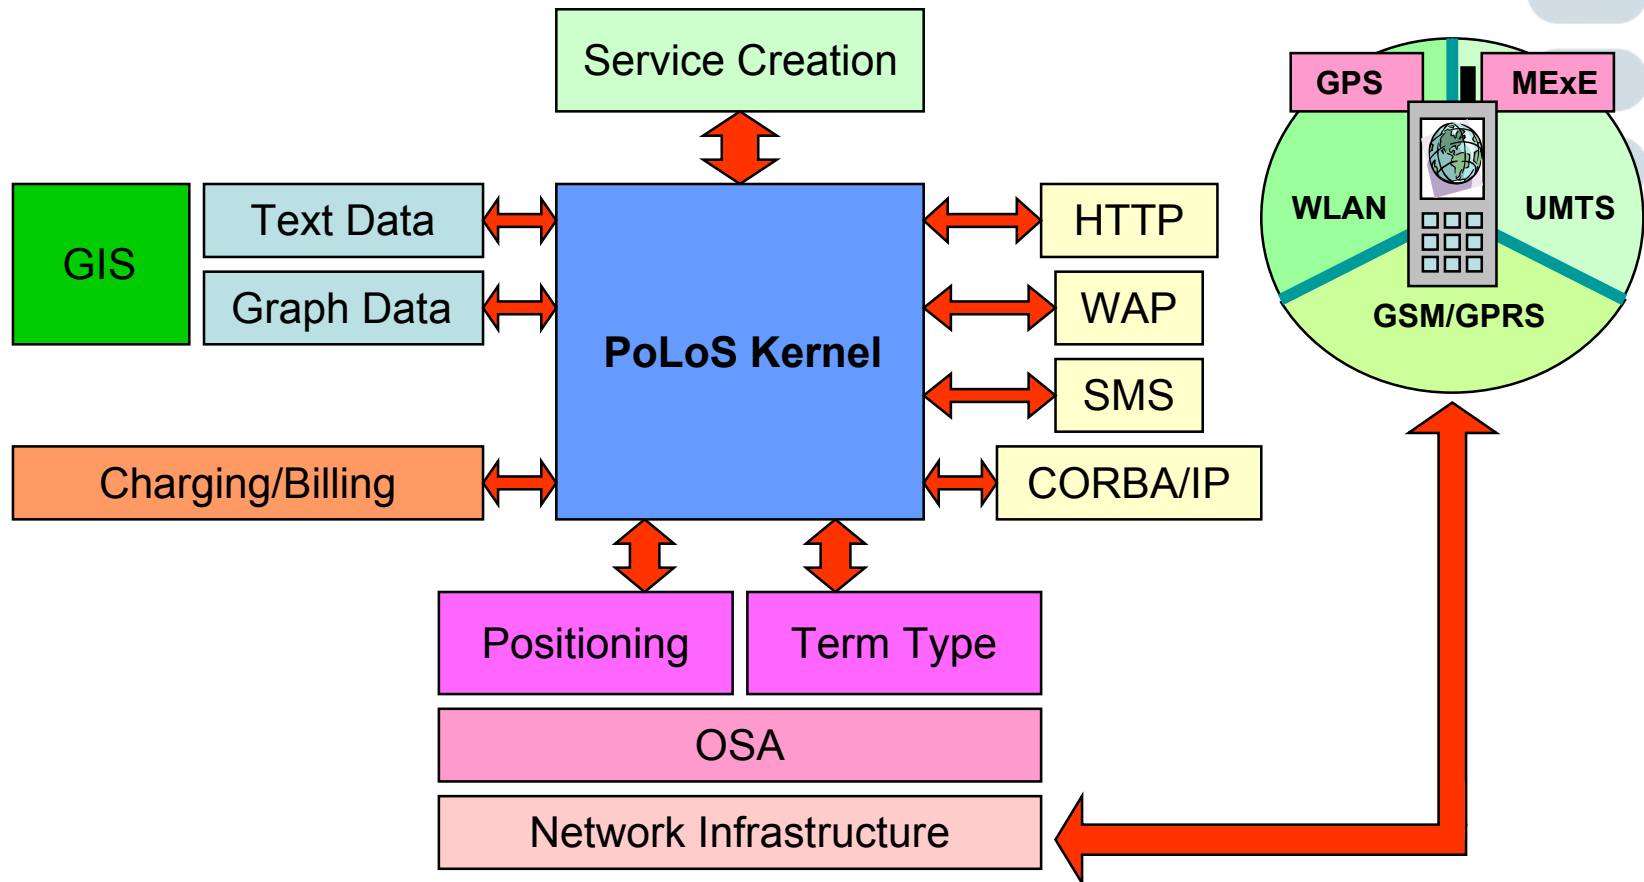 Service Creation
GPS
MExE
GIS
Text Data
HTTP
WLAN
UMTS
Graph Data
WAP
GSM/GPRS
PoLoS Kernel
SMS
Charging/Billing
CORBA/IP
Positioning
Term Type
OSA
Network Infrastructure